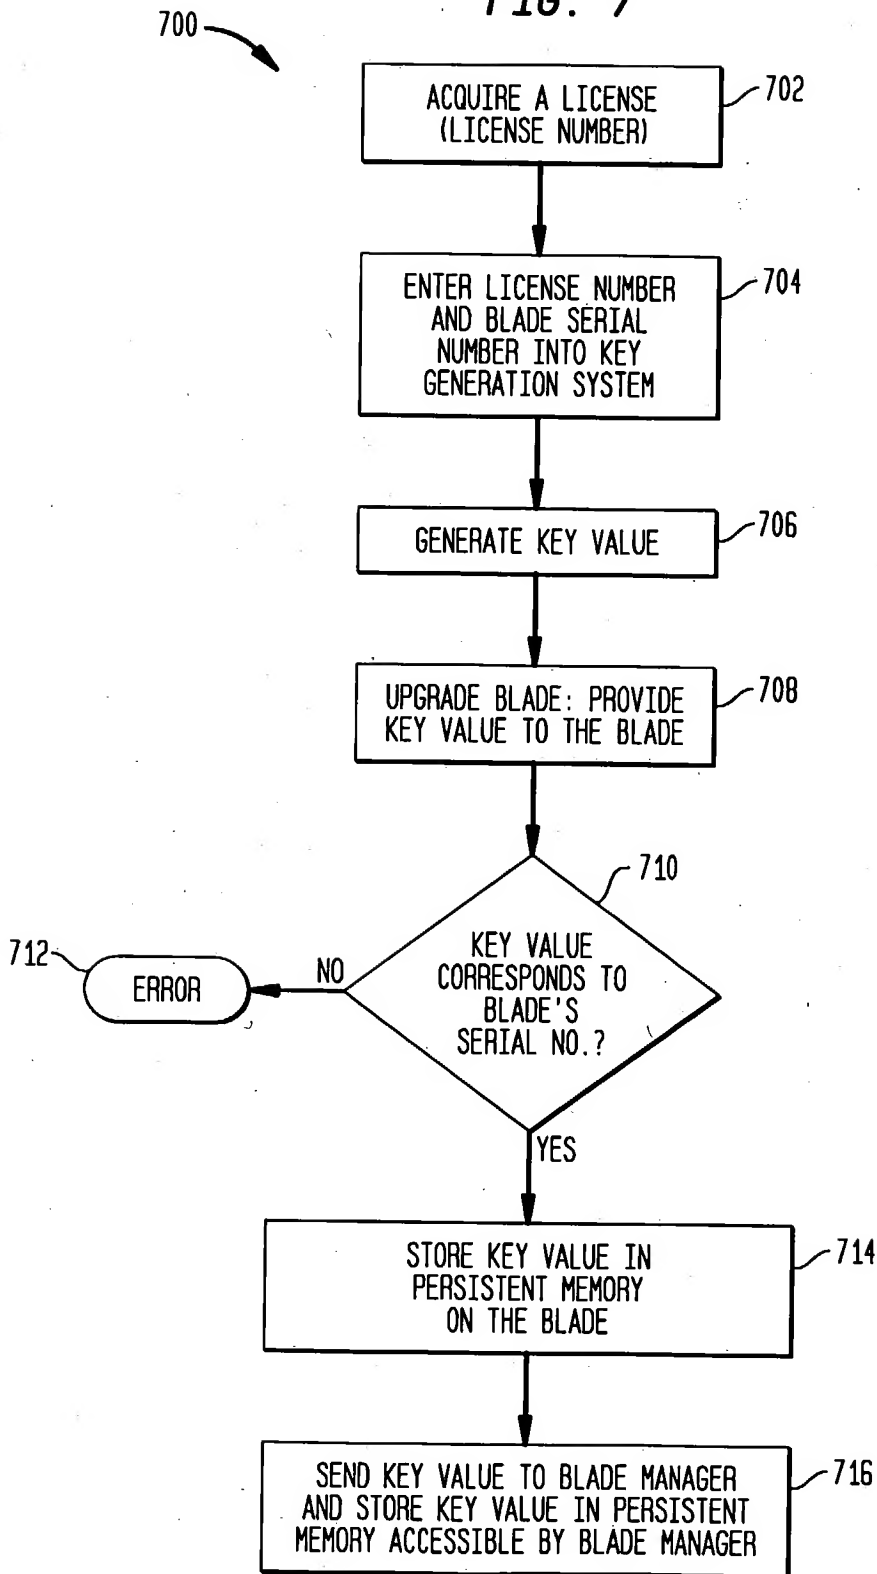 FIG. 7
700
ACQUIRE A LICENSE
(LICENSE NUMBER)
702
ENTER LICENSE NUMBER
AND BLADE SERIAL
NUMBER INTO KEY
GENERATION SYSTEM
704
GENERATE KEY VALUE
706
UPGRADE BLADE: PROVIDE
KEY VALUE TO THE BLADE
708
710
KEY VALUE
CORRESPONDS TO
BLADE'S
SERIAL NO.?
NO
712
ERROR
YES
STORE KEY VALUE IN
PERSISTENT MEMORY
ON THE BLADE
714
SEND KEY VALUE TO BLADE MANAGER
AND STORE KEY VALUE IN PERSISTENT
MEMORY ACCESSIBLE BY BLADE MANAGER
716